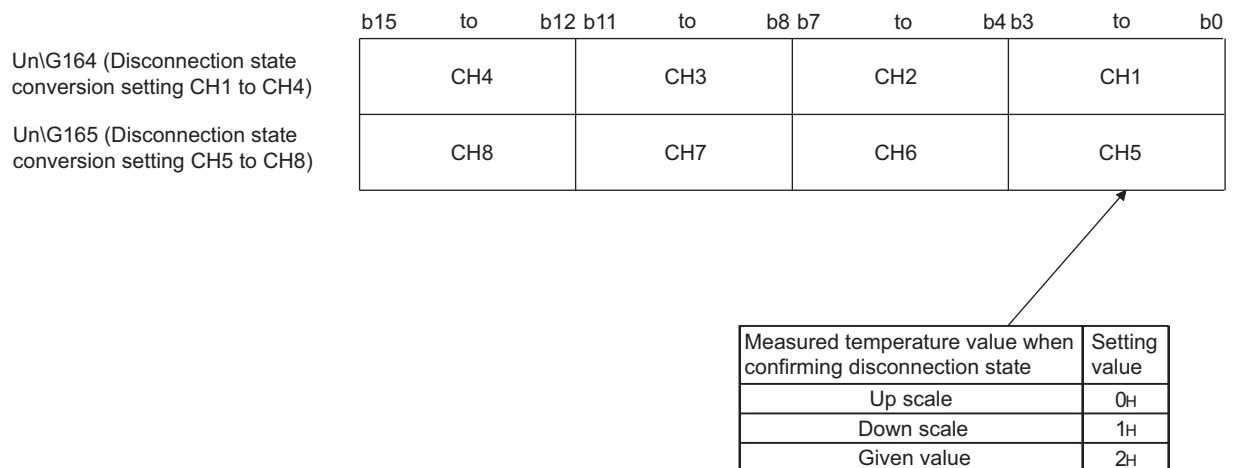 b15 to b12 b11 to b8 b7 to b4 b3 to b0
Un\G164 (Disconnection state
conversion setting CH1 to CH4)
CH4 CH3 CH2 CH1
Un\G165 (Disconnection state
conversion setting CH5 to CH8)
CH8 CH7 CH6 CH5
Measured temperature value when
confirming disconnection state
Setting
value
Up scale 0H
Down scale 1H
Given value 2H